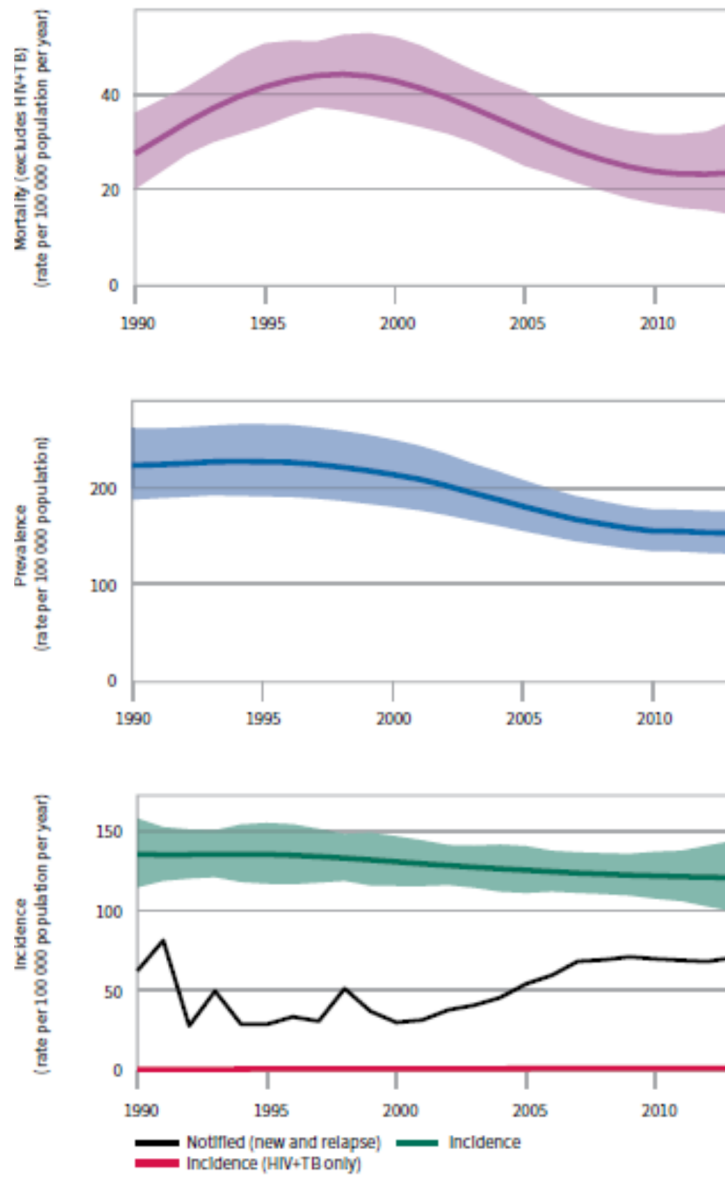 Mortality (excludes HIV+TB)
(rate per 100 000 population per year)
40
20
0
1990 1995 2000 2005 2010
Prevalence
(rate per 100 000 population)
200
100
0
1990 1995 2000 2005 2010
Incidence
(rate per 100 000 population per year)
150
100
50
0
1990 1995 2000 2005 2010
Notified (new and relapse) Incidence
Incidence (HIV+TB only)